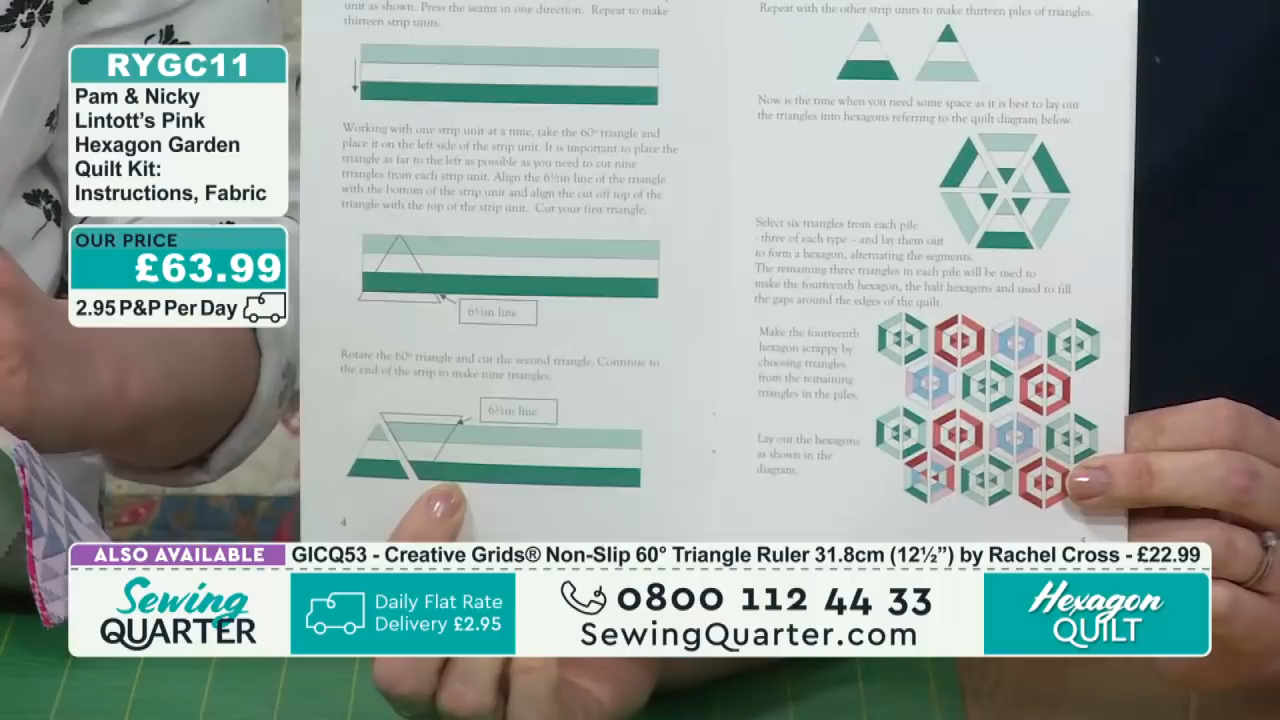 RYGC11
Pam & Nicky
Lintott's Pink
Hexagon Garden
Quilt Kit:
Instructions, Fabric
OUR PRICE
£63.99
2.95 P&P Per Day
unit as shown. Press the seams in one direction. Repeat to make
thirteen strip units.
Working with one strip unit at a time, take the 60° triangle and
place it on the left side of the strip unit. It is important to place the
triangle as far to the left as possible as you need to cut nine
triangles from each strip unit. Align the 6½in line of the triangle
with the bottom of the strip unit and align the cut off top of the
triangle with the top of the strip unit. Cut your first triangle.
6½in line
Rotate the 60° triangle and cut the second triangle. Continue to
the end of the strip to make nine triangles.
6½in line
4
Repeat with the other strip units to make thirteen piles of triangles.
Now is the time when you need some space as it is best to lay out
the triangles into hexagons referring to the quilt diagram below.
Select six triangles from each pile
- three of each type – and lay them out
to form a hexagon, alternating the segments.
The remaining three triangles in each pile will be used to
make the fourteenth hexagon, the half hexagons and used to fill
the gaps around the edges of the quilt.
Make the fourteenth
hexagon scrappy by
choosing triangles
from the remaining
triangles in the piles.
Lay out the hexagons
as shown in the
diagram.
ALSO AVAILABLE
GICQ53 - Creative Grids® Non-Slip 60° Triangle Ruler 31.8cm (12½") by Rachel Cross - £22.99
Sewing
QUARTER
Daily Flat Rate
Delivery £2.95
0800 112 44 33
SewingQuarter.com
Hexagon
QUILT